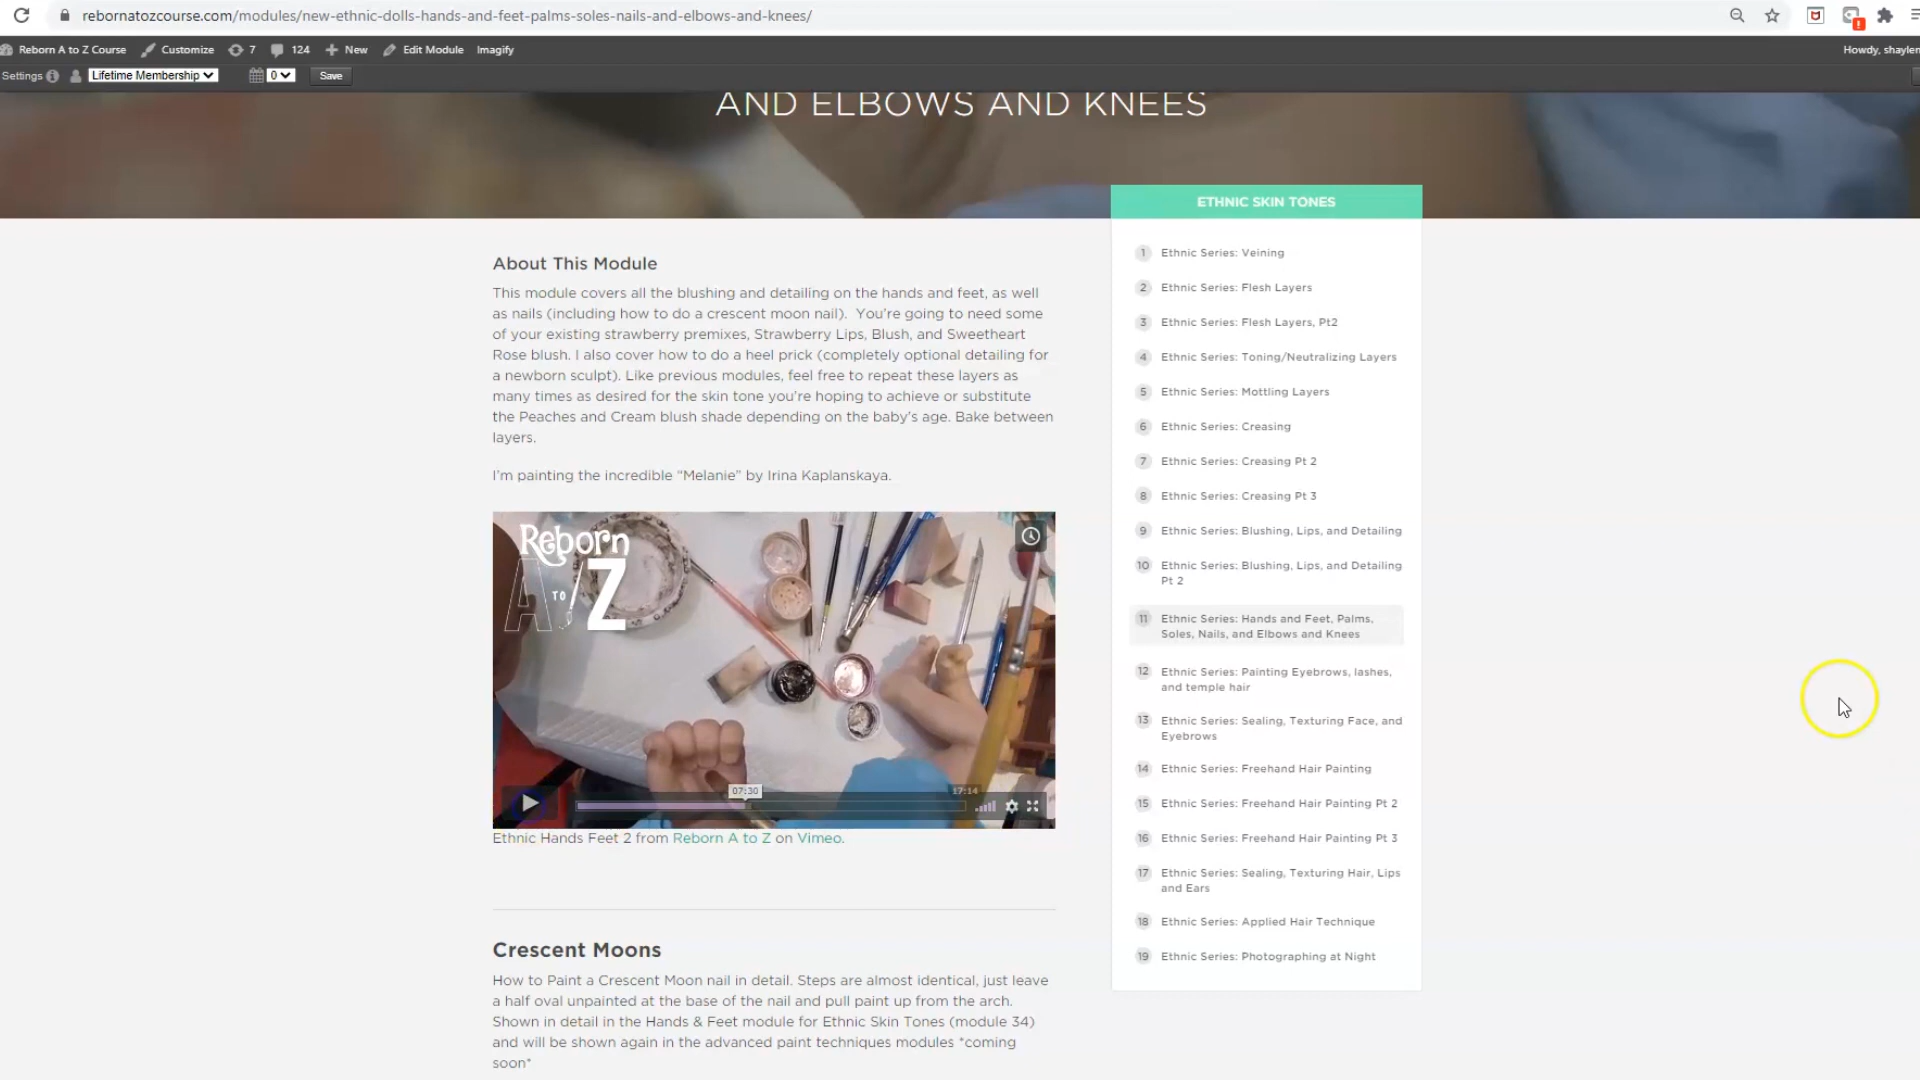 rebornatozcourse.com/modules/new-ethnic-dolls-hands-and-feet-palms-soles-nails-and-elbows-and-knees/
Reborn A to Z Course Customize 7 124 New Edit Module Imagify Howdy, shaylen
Settings Lifetime Membership 0 Save
AND ELBOWS AND KNEES
About This Module
This module covers all the blushing and detailing on the hands and feet, as well
as nails (including how to do a crescent moon nail). You're going to need some
of your existing strawberry premixes, Strawberry Lips, Blush, and Sweetheart
Rose blush. I also cover how to do a heel prick (completely optional detailing for
a newborn sculpt). Like previous modules, feel free to repeat these layers as
many times as desired for the skin tone you're hoping to achieve or substitute
the Peaches and Cream blush shade depending on the baby's age. Bake between
layers.
I'm painting the incredible “Melanie” by Irina Kaplanskaya.
Reborn
A TO Z
07:30
17:14
Ethnic Hands Feet 2 from Reborn A to Z on Vimeo.
Crescent Moons
How to Paint a Crescent Moon nail in detail. Steps are almost identical, just leave
a half oval unpainted at the base of the nail and pull paint up from the arch.
Shown in detail in the Hands & Feet module for Ethnic Skin Tones (module 34)
and will be shown again in the advanced paint techniques modules *coming
soon*
ETHNIC SKIN TONES
1 Ethnic Series: Veining
2 Ethnic Series: Flesh Layers
3 Ethnic Series: Flesh Layers, Pt2
4 Ethnic Series: Toning/Neutralizing Layers
5 Ethnic Series: Mottling Layers
6 Ethnic Series: Creasing
7 Ethnic Series: Creasing Pt 2
8 Ethnic Series: Creasing Pt 3
9 Ethnic Series: Blushing, Lips, and Detailing
10 Ethnic Series: Blushing, Lips, and Detailing
Pt 2
11 Ethnic Series: Hands and Feet, Palms,
Soles, Nails, and Elbows and Knees
12 Ethnic Series: Painting Eyebrows, lashes,
and temple hair
13 Ethnic Series: Sealing, Texturing Face, and
Eyebrows
14 Ethnic Series: Freehand Hair Painting
15 Ethnic Series: Freehand Hair Painting Pt 2
16 Ethnic Series: Freehand Hair Painting Pt 3
17 Ethnic Series: Sealing, Texturing Hair, Lips
and Ears
18 Ethnic Series: Applied Hair Technique
19 Ethnic Series: Photographing at Night